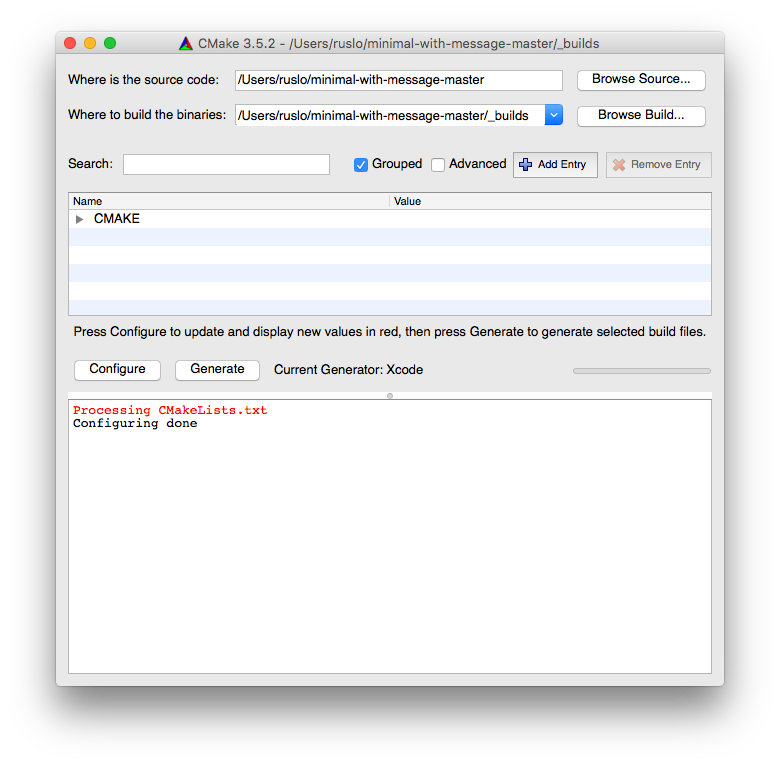 CMake 3.5.2 - /Users/ruslo/minimal-with-message-master/_builds
Where is the source code: /Users/ruslo/minimal-with-message-master Browse Source...
Where to build the binaries: /Users/ruslo/minimal-with-message-master/_builds Browse Build...
Search: Grouped Advanced Add Entry Remove Entry
Name Value
CMAKE
Press Configure to update and display new values in red, then press Generate to generate selected build files.
Configure Generate Current Generator: Xcode
Processing CMakeLists.txt
Configuring done